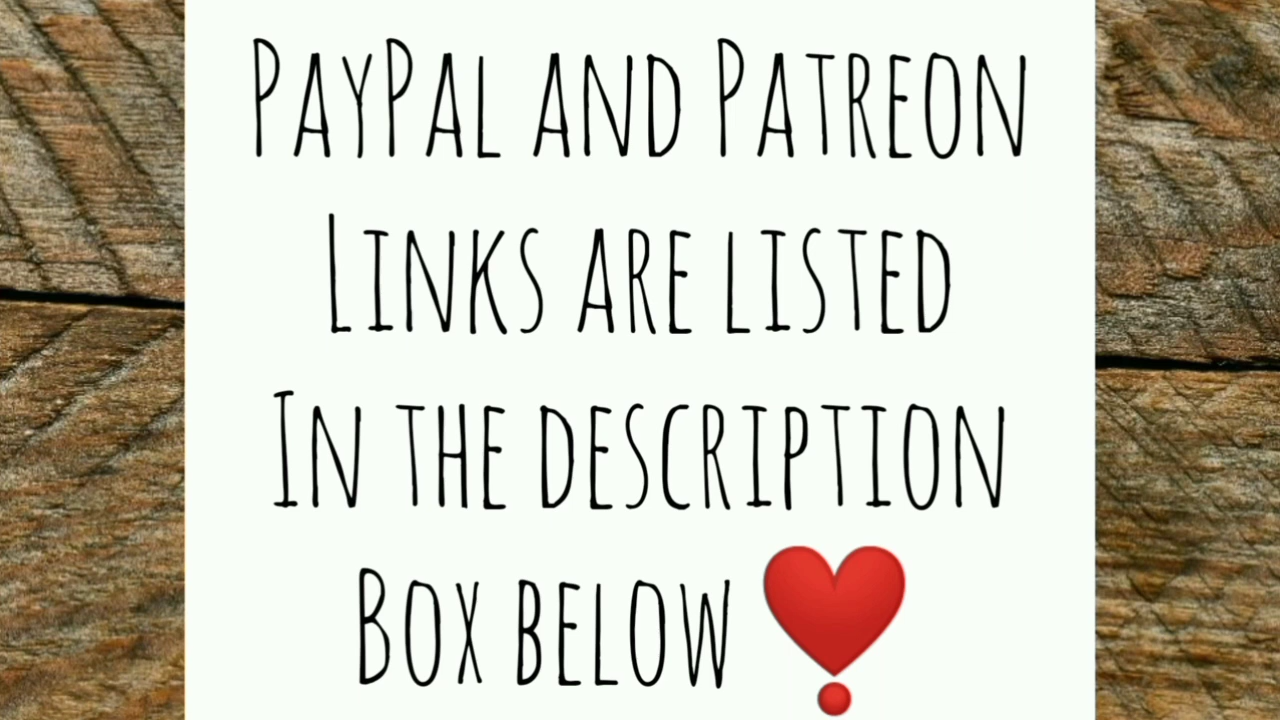 PayPal and Patreon
Links are listed
In the description
Box below ❣